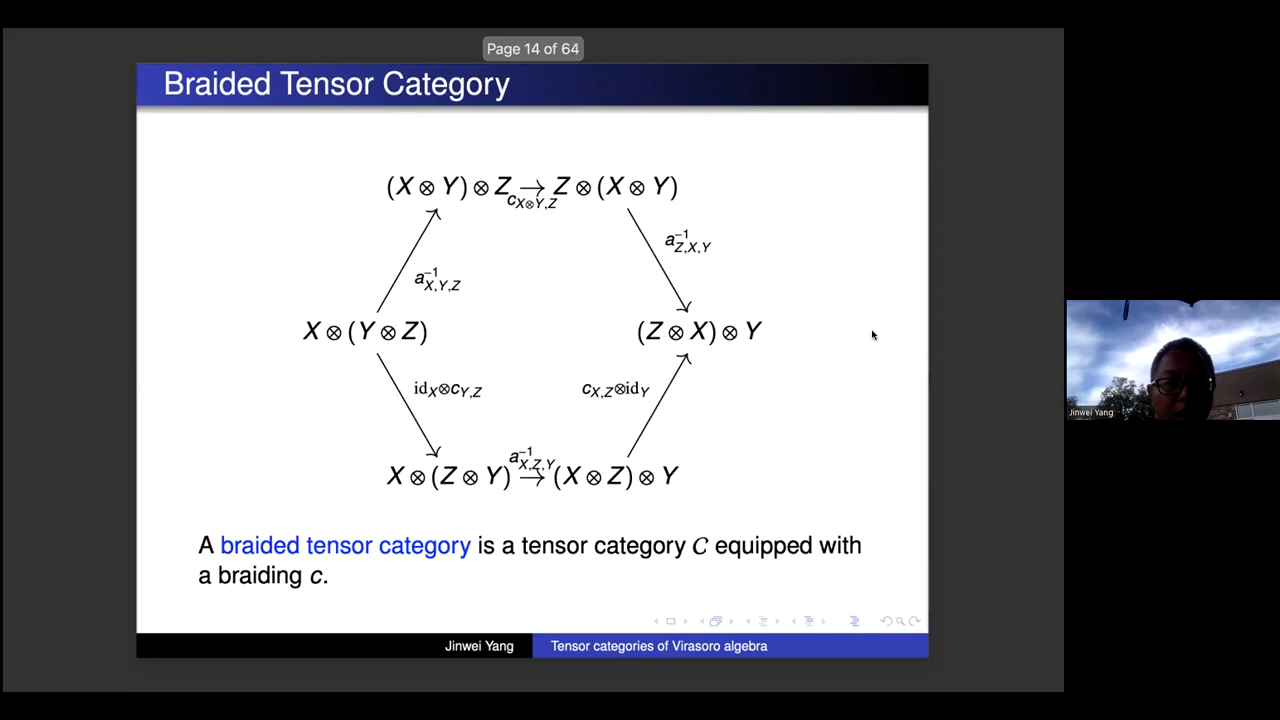 Page 14 of 64
Braided Tensor Category
(X ⊗ Y) ⊗ Z → Z ⊗ (X ⊗ Y)
c_{X⊗Y,Z}
a^{-1}_{Z,X,Y}
a^{-1}_{X,Y,Z}
X ⊗ (Y ⊗ Z) (Z ⊗ X) ⊗ Y
id_X⊗c_{Y,Z} c_{X,Z}⊗id_Y
a^{-1}_{X,Z,Y}
X ⊗ (Z ⊗ Y) → (X ⊗ Z) ⊗ Y
A braided tensor category is a tensor category C equipped with
a braiding c.
Jinwei Yang Tensor categories of Virasoro algebra
Jinwei Yang